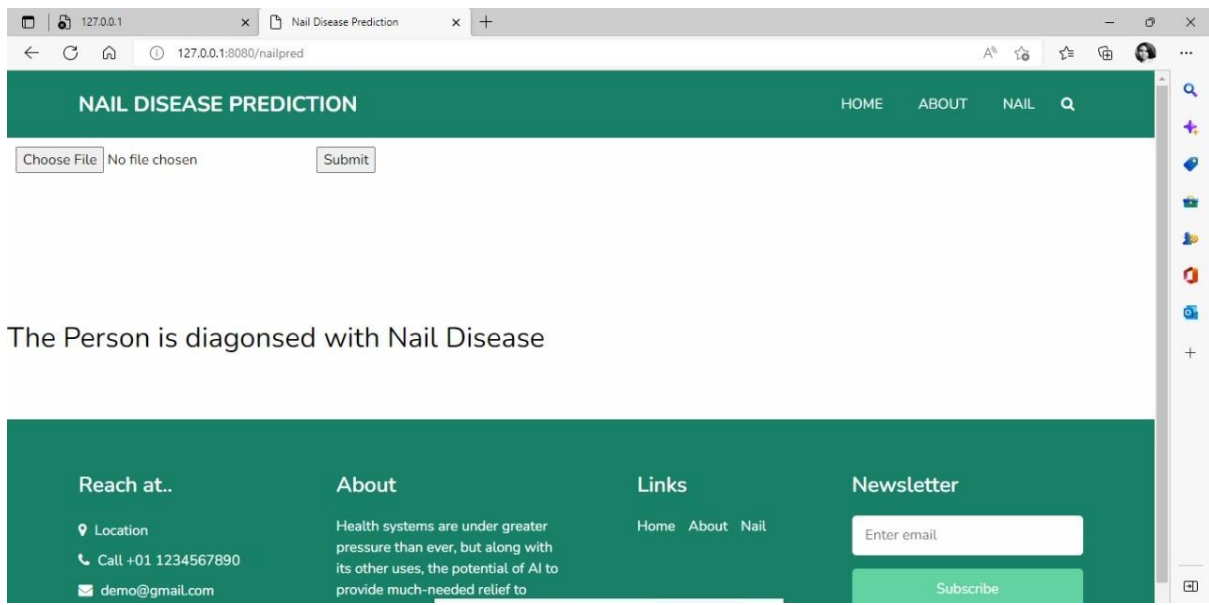 127.0.0.1
Nail Disease Prediction
127.0.0.1:8080/nailpred
NAIL DISEASE PREDICTION
HOME ABOUT NAIL
Choose File No file chosen Submit
The Person is diagonsed with Nail Disease
Reach at..
Location
Call +01 1234567890
demo@gmail.com
About
Health systems are under greater
pressure than ever, but along with
its other uses, the potential of AI to
provide much-needed relief to
Links
Home About Nail
Newsletter
Enter email
Subscribe